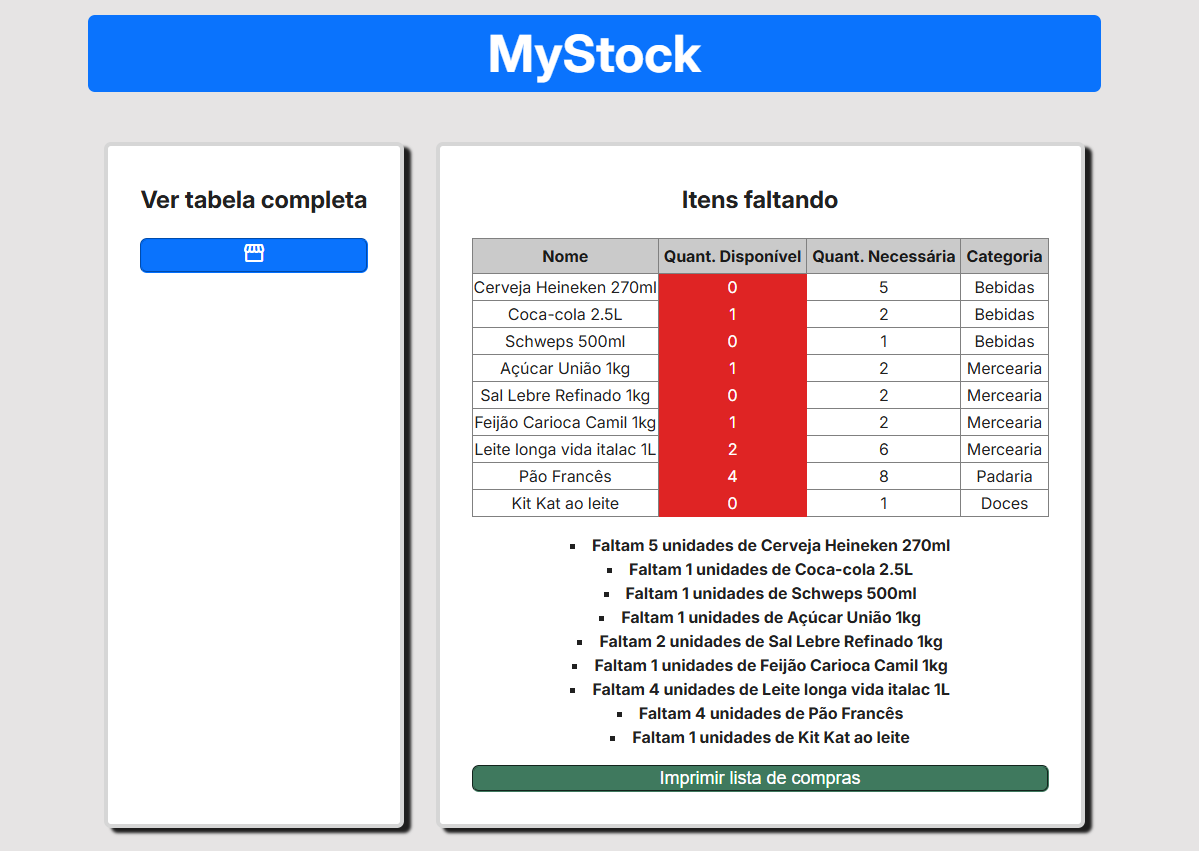 MyStock
Ver tabela completa
Itens faltando
Nome Quant. Disponível Quant. Necessária Categoria
Cerveja Heineken 270ml 0 5 Bebidas
Coca-cola 2.5L 1 2 Bebidas
Schweps 500ml 0 1 Bebidas
Açúcar União 1kg 1 2 Mercearia
Sal Lebre Refinado 1kg 0 2 Mercearia
Feijão Carioca Camil 1kg 1 2 Mercearia
Leite longa vida italac 1L 2 6 Mercearia
Pão Francês 4 8 Padaria
Kit Kat ao leite 0 1 Doces
Faltam 5 unidades de Cerveja Heineken 270ml
Faltam 1 unidades de Coca-cola 2.5L
Faltam 1 unidades de Schweps 500ml
Faltam 1 unidades de Açúcar União 1kg
Faltam 2 unidades de Sal Lebre Refinado 1kg
Faltam 1 unidades de Feijão Carioca Camil 1kg
Faltam 4 unidades de Leite longa vida italac 1L
Faltam 4 unidades de Pão Francês
Faltam 1 unidades de Kit Kat ao leite
Imprimir lista de compras